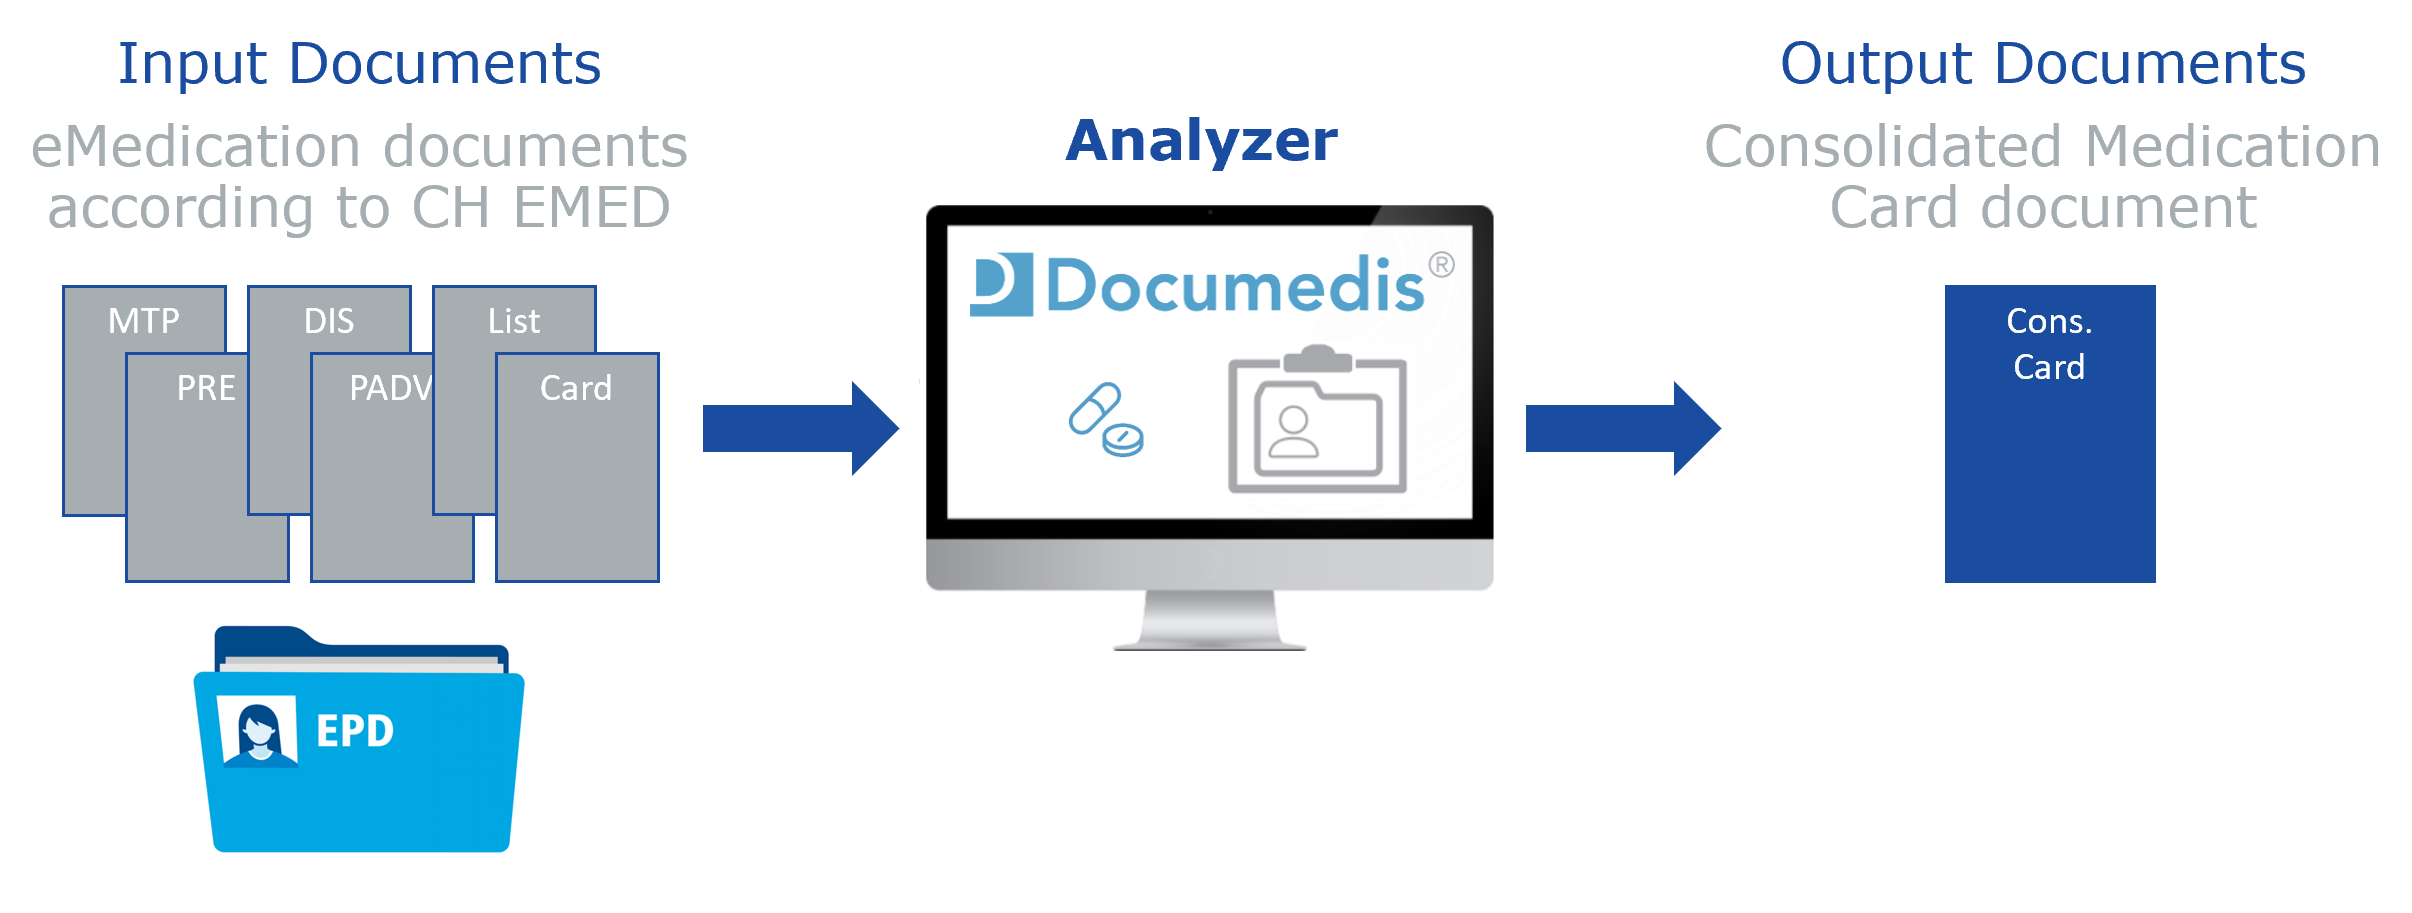 Input Documents
eMedication documents
according to CH EMED
MTP
DIS
List
PRE
PADV
Card
EPD
Analyzer
Documedis®
Output Documents
Consolidated Medication
Card document
Cons.
Card